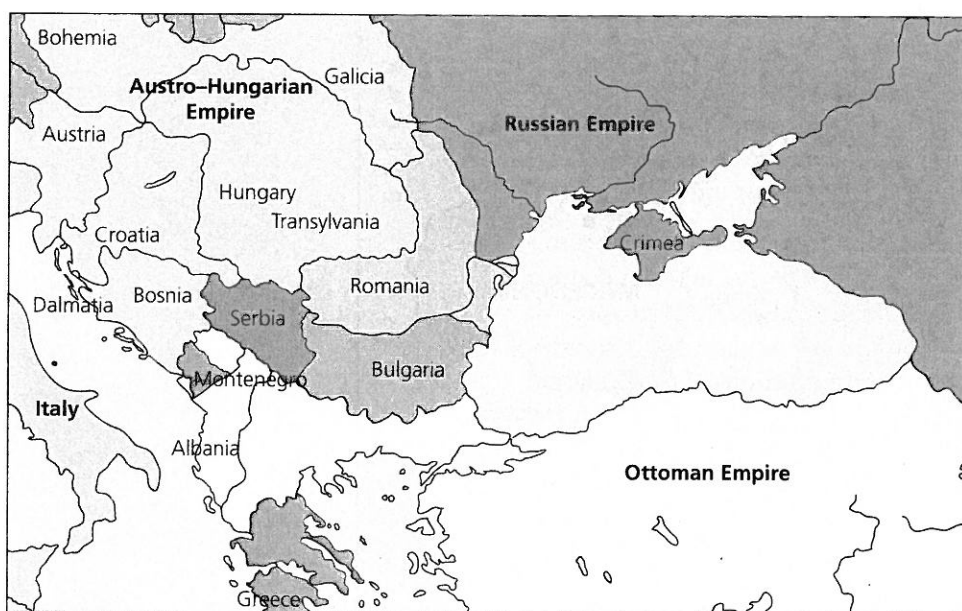 Bohemia
Galicia
Austro–Hungarian
Empire
Russian Empire
Austria
Hungary
Transylvania
Croatia
Crimea
Dalmatia
Bosnia
Romania
Serbia
Bulgaria
Montenegro
Italy
Albania
Ottoman Empire
Greece